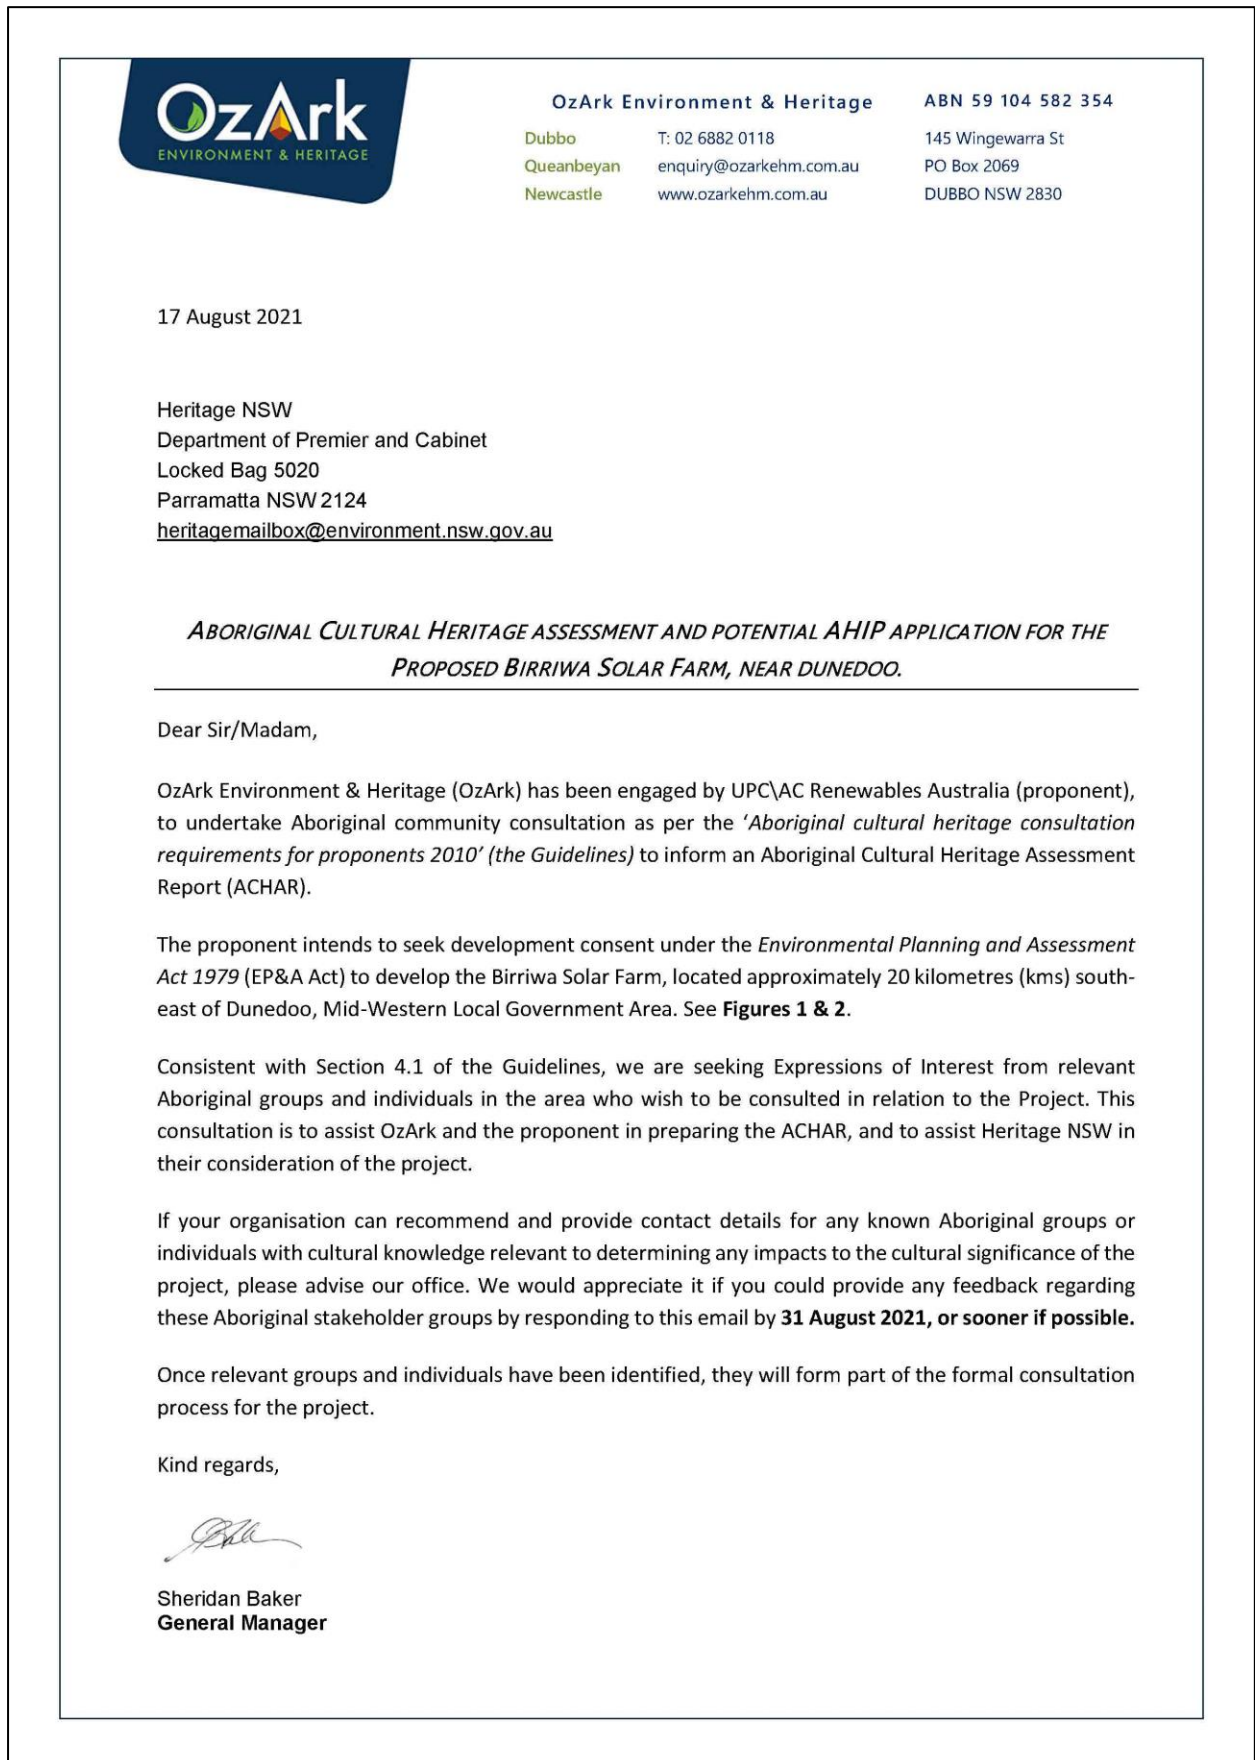 OzArk
ENVIRONMENT & HERITAGE
OzArk Environment & Heritage
ABN 59 104 582 354
Dubbo T: 02 6882 0118 145 Wingewarra St
Queanbeyan enquiry@ozarkehm.com.au PO Box 2069
Newcastle www.ozarkehm.com.au DUBBO NSW 2830
17 August 2021
Heritage NSW
Department of Premier and Cabinet
Locked Bag 5020
Parramatta NSW 2124
heritagemailbox@environment.nsw.gov.au
ABORIGINAL CULTURAL HERITAGE ASSESSMENT AND POTENTIAL AHIP APPLICATION FOR THE
PROPOSED BIRRIWA SOLAR FARM, NEAR DUNEDOO.
Dear Sir/Madam,
OzArk Environment & Heritage (OzArk) has been engaged by UPC\AC Renewables Australia (proponent),
to undertake Aboriginal community consultation as per the ‘Aboriginal cultural heritage consultation
requirements for proponents 2010’ (the Guidelines) to inform an Aboriginal Cultural Heritage Assessment
Report (ACHAR).
The proponent intends to seek development consent under the Environmental Planning and Assessment
Act 1979 (EP&A Act) to develop the Birriwa Solar Farm, located approximately 20 kilometres (kms) south-
east of Dunedoo, Mid-Western Local Government Area. See Figures 1 & 2.
Consistent with Section 4.1 of the Guidelines, we are seeking Expressions of Interest from relevant
Aboriginal groups and individuals in the area who wish to be consulted in relation to the Project. This
consultation is to assist OzArk and the proponent in preparing the ACHAR, and to assist Heritage NSW in
their consideration of the project.
If your organisation can recommend and provide contact details for any known Aboriginal groups or
individuals with cultural knowledge relevant to determining any impacts to the cultural significance of the
project, please advise our office. We would appreciate it if you could provide any feedback regarding
these Aboriginal stakeholder groups by responding to this email by 31 August 2021, or sooner if possible.
Once relevant groups and individuals have been identified, they will form part of the formal consultation
process for the project.
Kind regards,
Sheridan Baker
General Manager